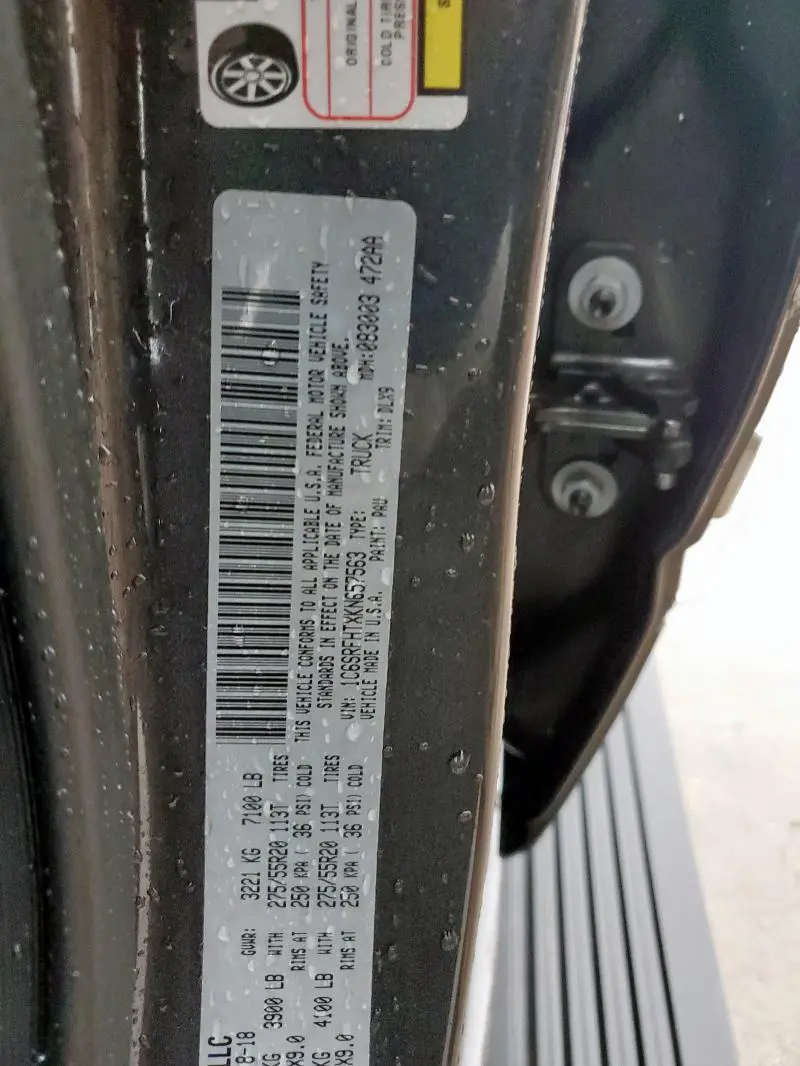 ORIGINAL
COLD TIRE
PRES
LLC
8-18 GVWR: 3221 KG 7100 LB
KG 3900 LB WITH 275/55R20 113T TIRES
X9.0 RIMS AT 250 KPA ( 36 PSI) COLD
KG 4100 LB WITH 275/55R20 113T TIRES
X9.0 RIMS AT 250 KPA ( 36 PSI) COLD
THIS VEHICLE CONFORMS TO ALL APPLICABLE U.S.A. FEDERAL MOTOR VEHICLE SAFETY
STANDARDS IN EFFECT ON THE DATE OF MANUFACTURE SHOWN ABOVE.
VIN: 1C6SRFHTXKN657563 TYPE: TRUCK MDH:083003 472AA
VEHICLE MADE IN U.S.A. PAINT: PAU TRIM: DLX9